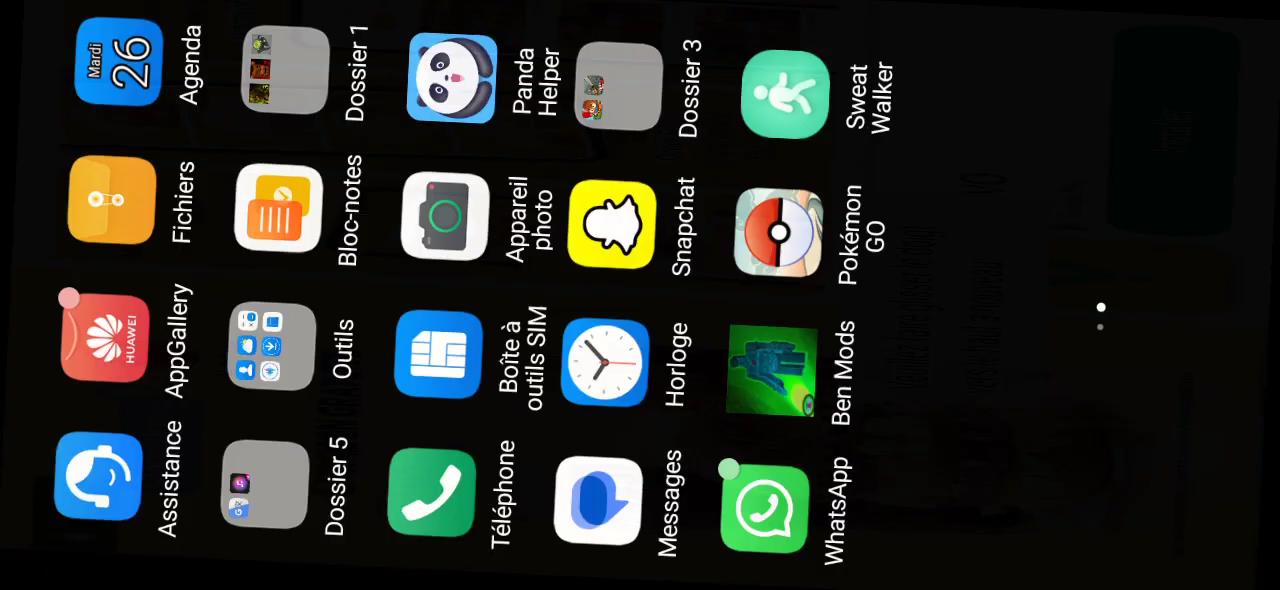 HUAWEI
Mardi
26
Assistance
AppGallery
Fichiers
Agenda
Dossier 5
Outils
Bloc-notes
Dossier 1
Téléphone
Boîte à
outils SIM
Appareil
photo
Panda
Helper
Messages
Horloge
Snapchat
Dossier 3
WhatsApp
Ben Mods
Pokémon
GO
Sweat
Walker